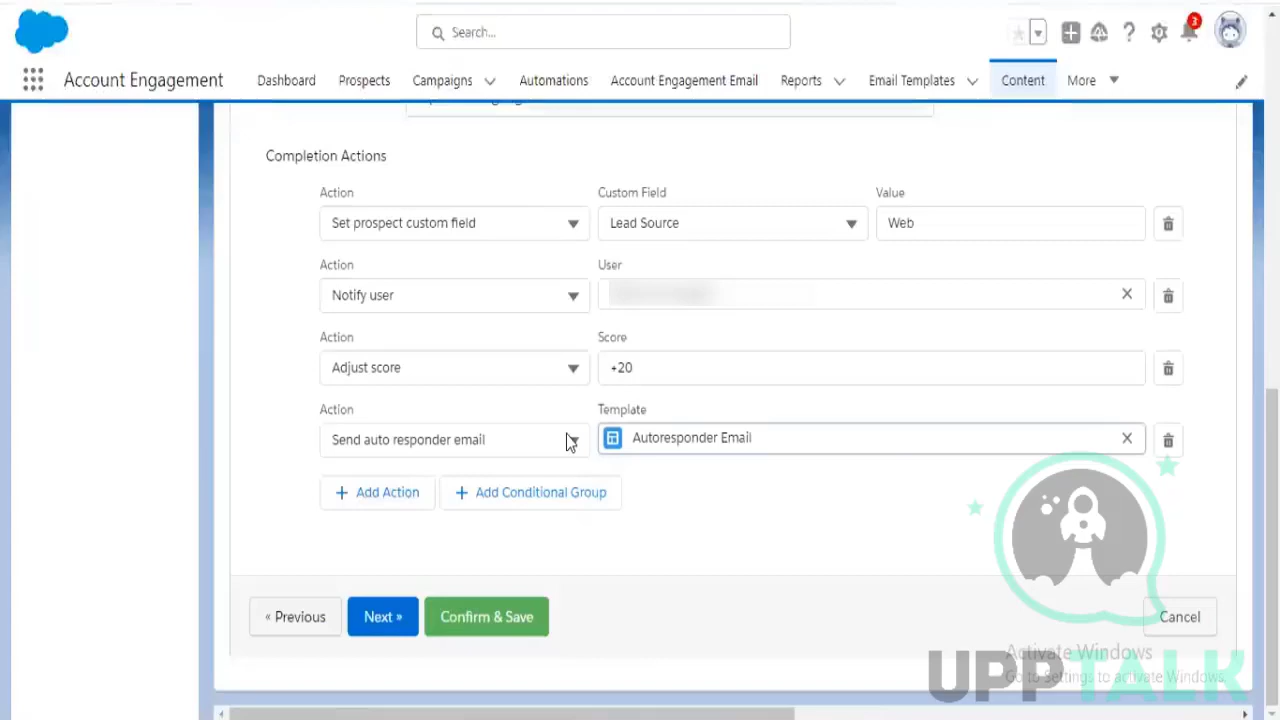 Search...
3
Account Engagement
Dashboard
Prospects
Campaigns
Automations
Account Engagement Email
Reports
Email Templates
Content
More
Completion Actions
Action
Custom Field
Value
Set prospect custom field
Lead Source
Web
Action
User
Notify user
Action
Score
Adjust score
+20
Action
Template
Send auto responder email
Autoresponder Email
+ Add Action
+ Add Conditional Group
« Previous
Next »
Confirm & Save
Cancel
Activate Windows
Go to Settings to activate Windows.
UPPTALK